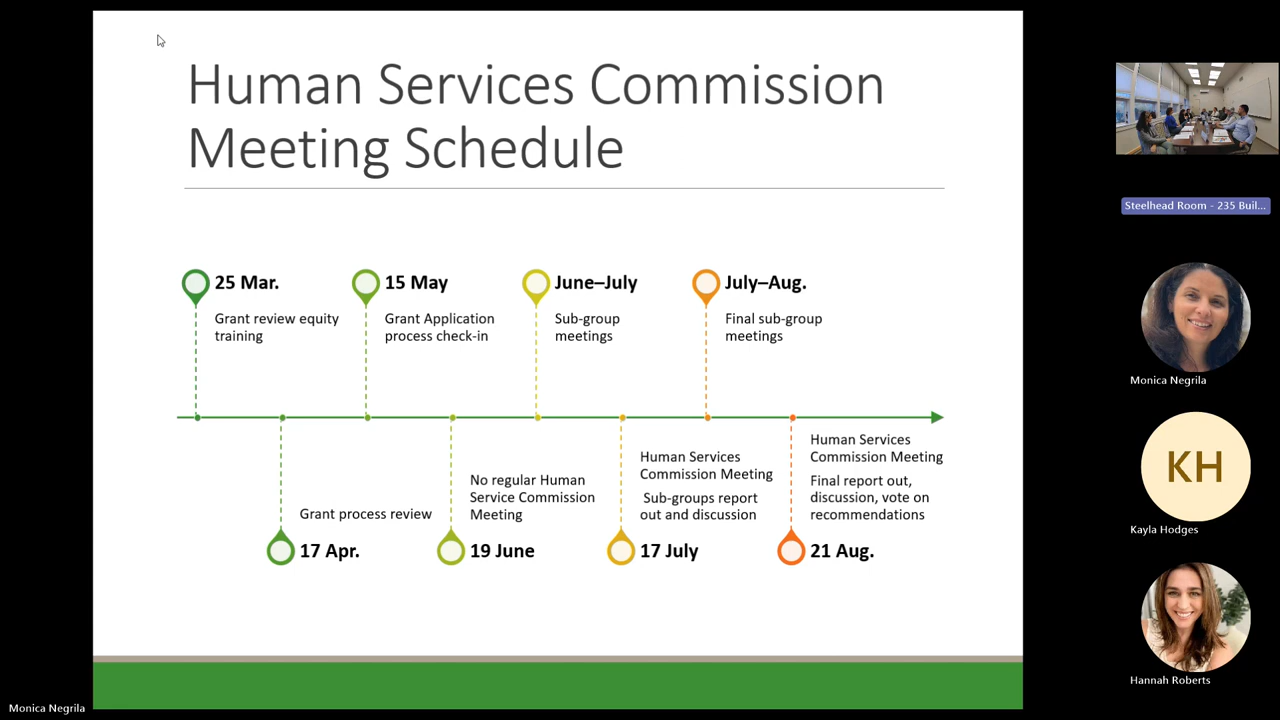 Human Services Commission
Meeting Schedule
25 Mar.
Grant review equity
training
15 May
Grant Application
process check-in
June–July
Sub-group
meetings
July–Aug.
Final sub-group
meetings
Grant process review
17 Apr.
No regular Human
Service Commission
Meeting
19 June
Human Services
Commission Meeting
Sub-groups report
out and discussion
17 July
Human Services
Commission Meeting
Final report out,
discussion, vote on
recommendations
21 Aug.
Steelhead Room - 235 Buil...
Monica Negrila
KH
Kayla Hodges
Hannah Roberts
Monica Negrila